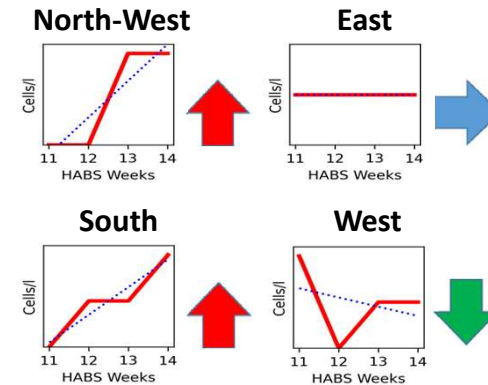 North-West
East
Cells/l
11 12 13 14
HABS Weeks
Cells/l
11 12 13 14
HABS Weeks
South
West
Cells/l
11 12 13 14
HABS Weeks
Cells/l
11 12 13 14
HABS Weeks